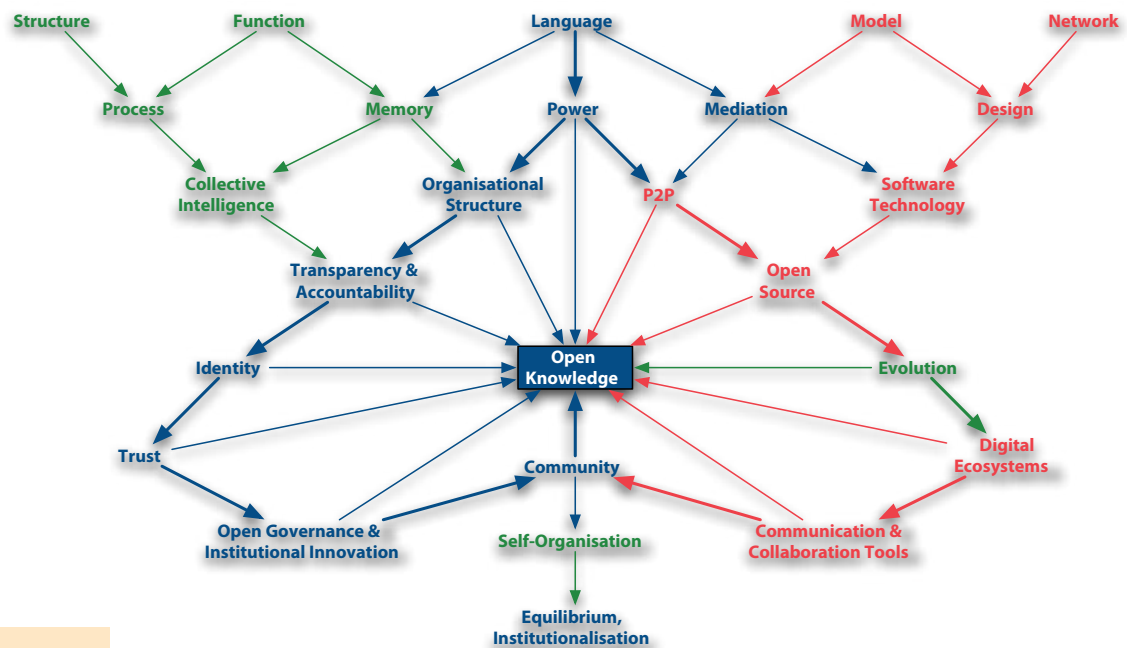 Structure
Function
Language
Model
Network
Process
Memory
Power
Mediation
Design
Collective
Intelligence
Organisational
Structure
P2P
Software
Technology
Transparency &
Accountability
Open
Source
Identity
Open
Knowledge
Evolution
Trust
Community
Digital
Ecosystems
Open Governance &
Institutional Innovation
Self-Organisation
Communication &
Collaboration Tools
Equilibrium,
Institutionalisation